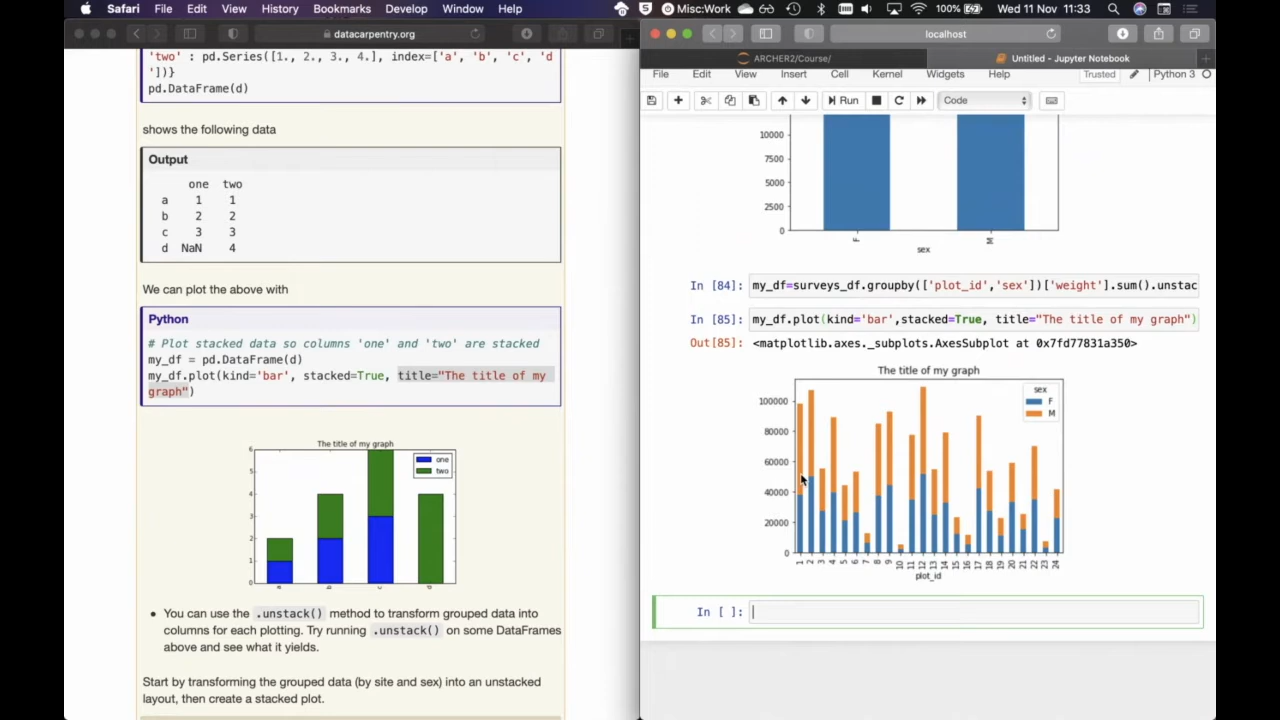 Safari File Edit View History Bookmarks Develop Window Help Misc:Work 100% Wed 11 Nov 11:33
datacarpentry.org
'two' : pd.Series([1., 2., 3., 4.], index=['a', 'b', 'c', 'd
'])}
pd.DataFrame(d)
shows the following data
Output
one two
a 1 1
b 2 2
c 3 3
d NaN 4
We can plot the above with
Python
# Plot stacked data so columns 'one' and 'two' are stacked
my_df = pd.DataFrame(d)
my_df.plot(kind='bar', stacked=True, title="The title of my
graph")
The title of my graph
6
5
4
3
2
1
0
one
two
a b c d
You can use the .unstack() method to transform grouped data into
columns for each plotting. Try running .unstack() on some DataFrames
above and see what it yields.
Start by transforming the grouped data (by site and sex) into an unstacked
layout, then create a stacked plot.
localhost
ARCHER2/Course/ Untitled - Jupyter Notebook
File Edit View Insert Cell Kernel Widgets Help Trusted Python 3
Run Code
10000
7500
5000
2500
0
F M
sex
In [84]: my_df=surveys_df.groupby(['plot_id','sex'])['weight'].sum().unstac
In [85]: my_df.plot(kind='bar',stacked=True, title="The title of my graph")
Out[85]: <matplotlib.axes._subplots.AxesSubplot at 0x7fd77831a350>
The title of my graph
100000
80000
60000
40000
20000
0
sex
F
M
1 2 3 4 5 6 7 8 9 10 11 12 13 14 15 16 17 18 19 20 21 22 23 24
plot_id
In [ ]: